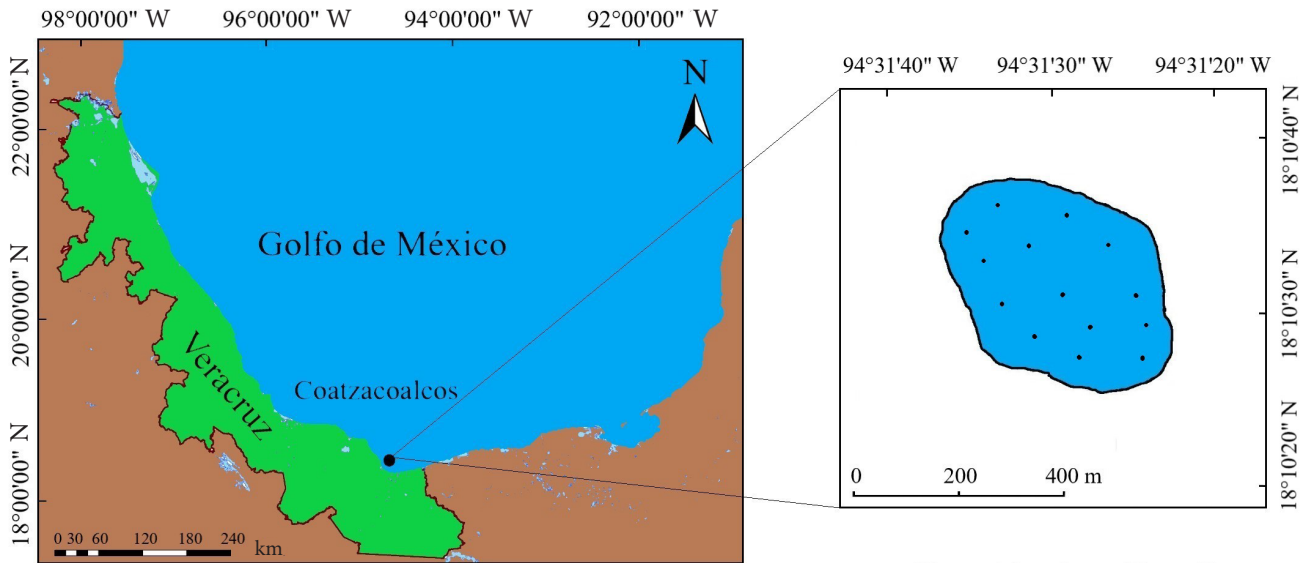 98°00'00" W 96°00'00" W 94°00'00" W 92°00'00" W
22°00'00" N
20°00'00" N
18°00'00" N
N
Golfo de México
Veracruz
Coatzacoalcos
0 30 60 120 180 240 km
94°31'40" W 94°31'30" W 94°31'20" W
18°10'40" N
18°10'30" N
18°10'20" N
0 200 400 m